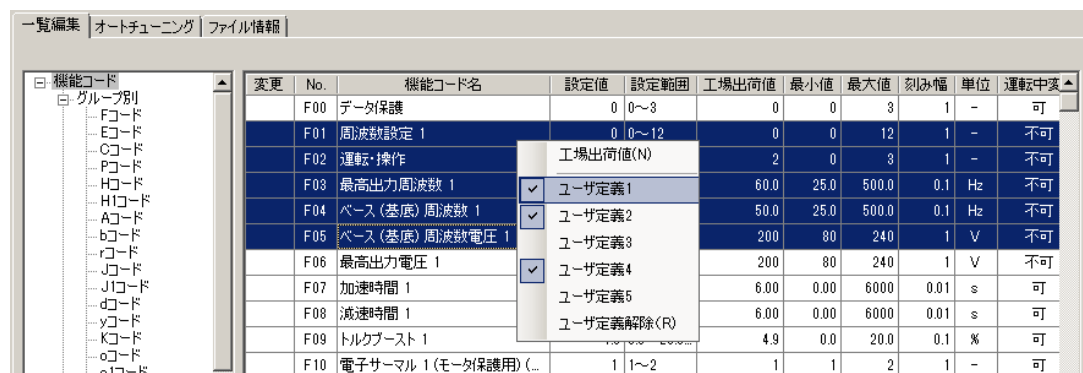 一覧編集 オートチューニング ファイル情報
機能コード
グループ別
Fコード
Eコード
Cコード
Pコード
Hコード
H1コード
Aコード
bコード
rコード
Jコード
J1コード
dコード
yコード
Kコード
oコード
変更 No. 機能コード名 設定値 設定範囲 工場出荷値 最小値 最大値 刻み幅 単位 運転中変
F00 データ保護 0 0～3 0 0 3 1 - 可
F01 周波数設定 1 0 0～12 0 0 12 1 - 不可
F02 運転・操作 2 0 3 1 - 不可
F03 最高出力周波数 1 60.0 25.0 500.0 0.1 Hz 不可
F04 ベース(基底)周波数 1 50.0 25.0 500.0 0.1 Hz 不可
F05 ベース(基底)周波数電圧 1 200 80 240 1 V 不可
F06 最高出力電圧 1 200 80 240 1 V 不可
F07 加速時間 1 6.00 0.00 6000 0.01 s 可
F08 減速時間 1 6.00 0.00 6000 0.01 s 可
F09 トルクブースト 1 4.9 0.0 20.0 0.1 % 可
F10 電子サーマル 1(モータ保護用)(... 1 1～2 1 1 2 1 - 可
工場出荷値(N)
ユーザ定義1
ユーザ定義2
ユーザ定義3
ユーザ定義4
ユーザ定義5
ユーザ定義解除(R)